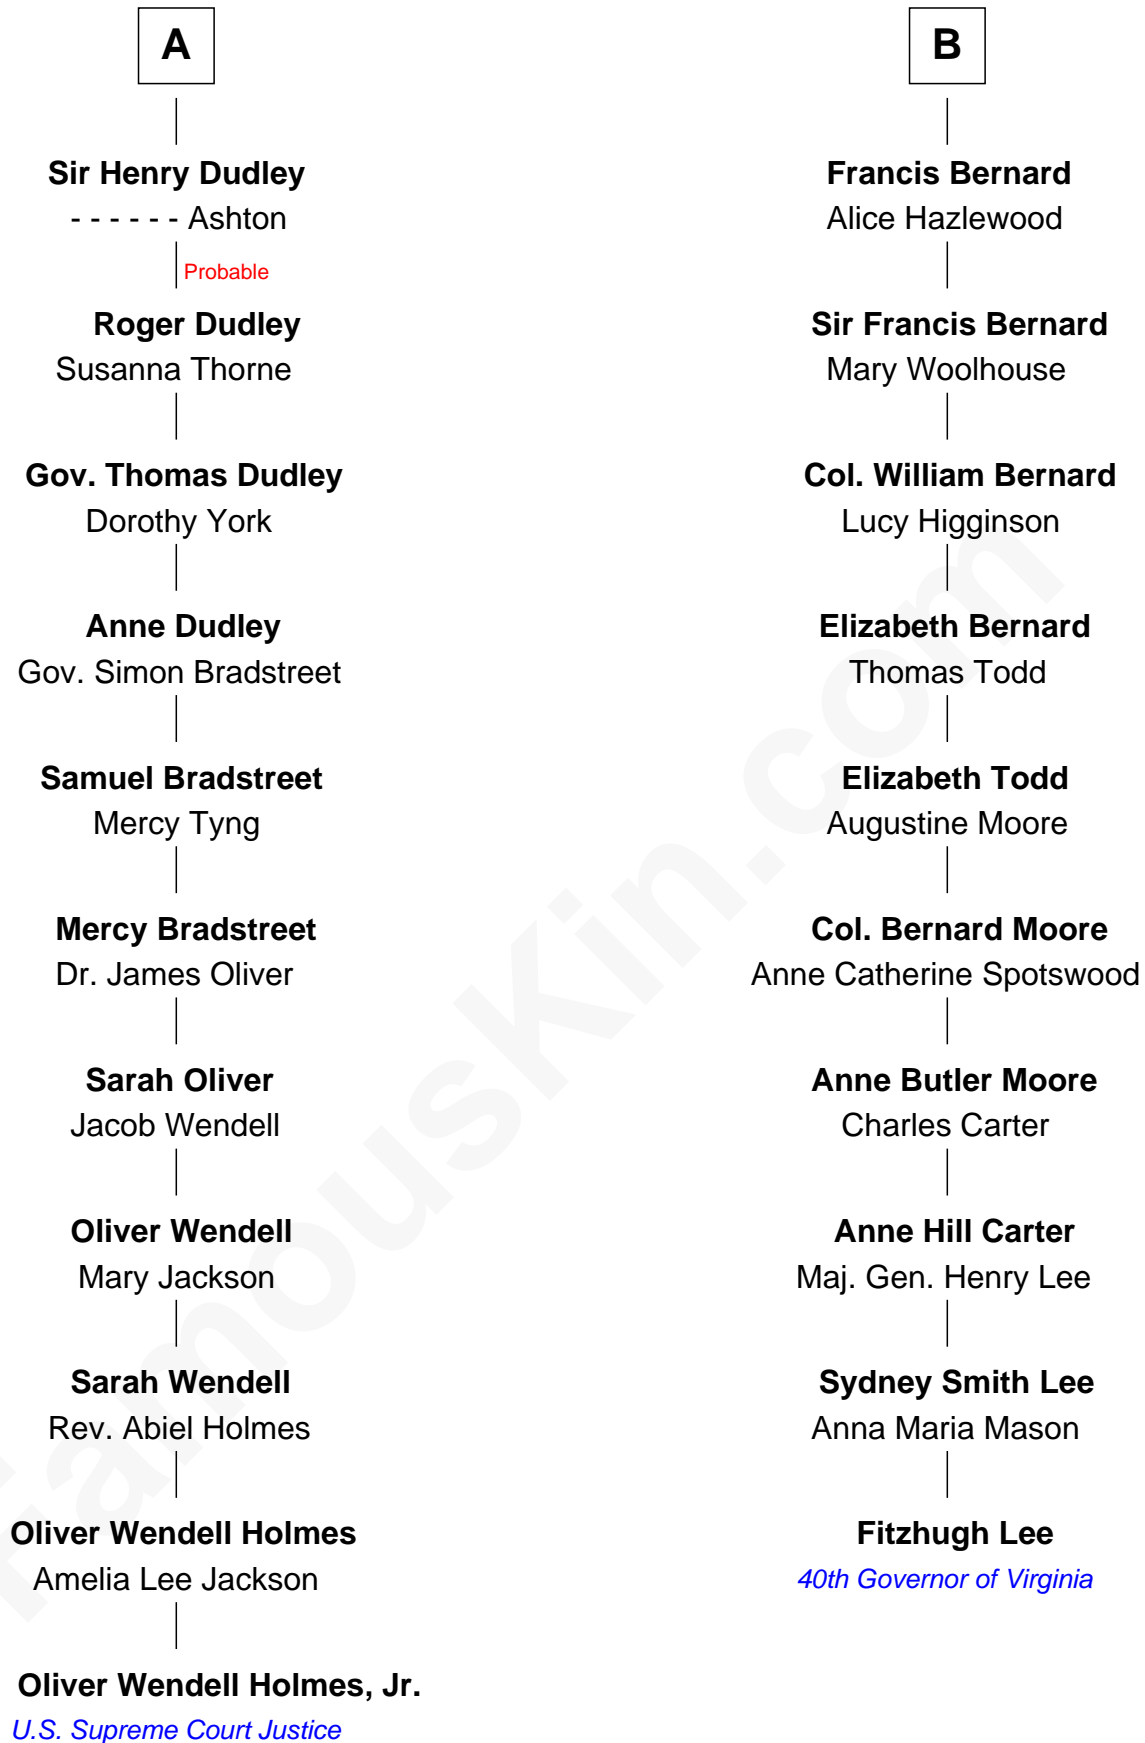 A
Sir Henry Dudley
- - - - - - Ashton
Probable
Roger Dudley
Susanna Thorne
Gov. Thomas Dudley
Dorothy York
Anne Dudley
Gov. Simon Bradstreet
Samuel Bradstreet
Mercy Tyng
Mercy Bradstreet
Dr. James Oliver
Sarah Oliver
Jacob Wendell
Oliver Wendell
Mary Jackson
Sarah Wendell
Rev. Abiel Holmes
Oliver Wendell Holmes
Amelia Lee Jackson
Oliver Wendell Holmes, Jr.
U.S. Supreme Court Justice
B
Francis Bernard
Alice Hazlewood
Sir Francis Bernard
Mary Woolhouse
Col. William Bernard
Lucy Higginson
Elizabeth Bernard
Thomas Todd
Elizabeth Todd
Augustine Moore
Col. Bernard Moore
Anne Catherine Spotswood
Anne Butler Moore
Charles Carter
Anne Hill Carter
Maj. Gen. Henry Lee
Sydney Smith Lee
Anna Maria Mason
Fitzhugh Lee
40th Governor of Virginia
FamousKin.com